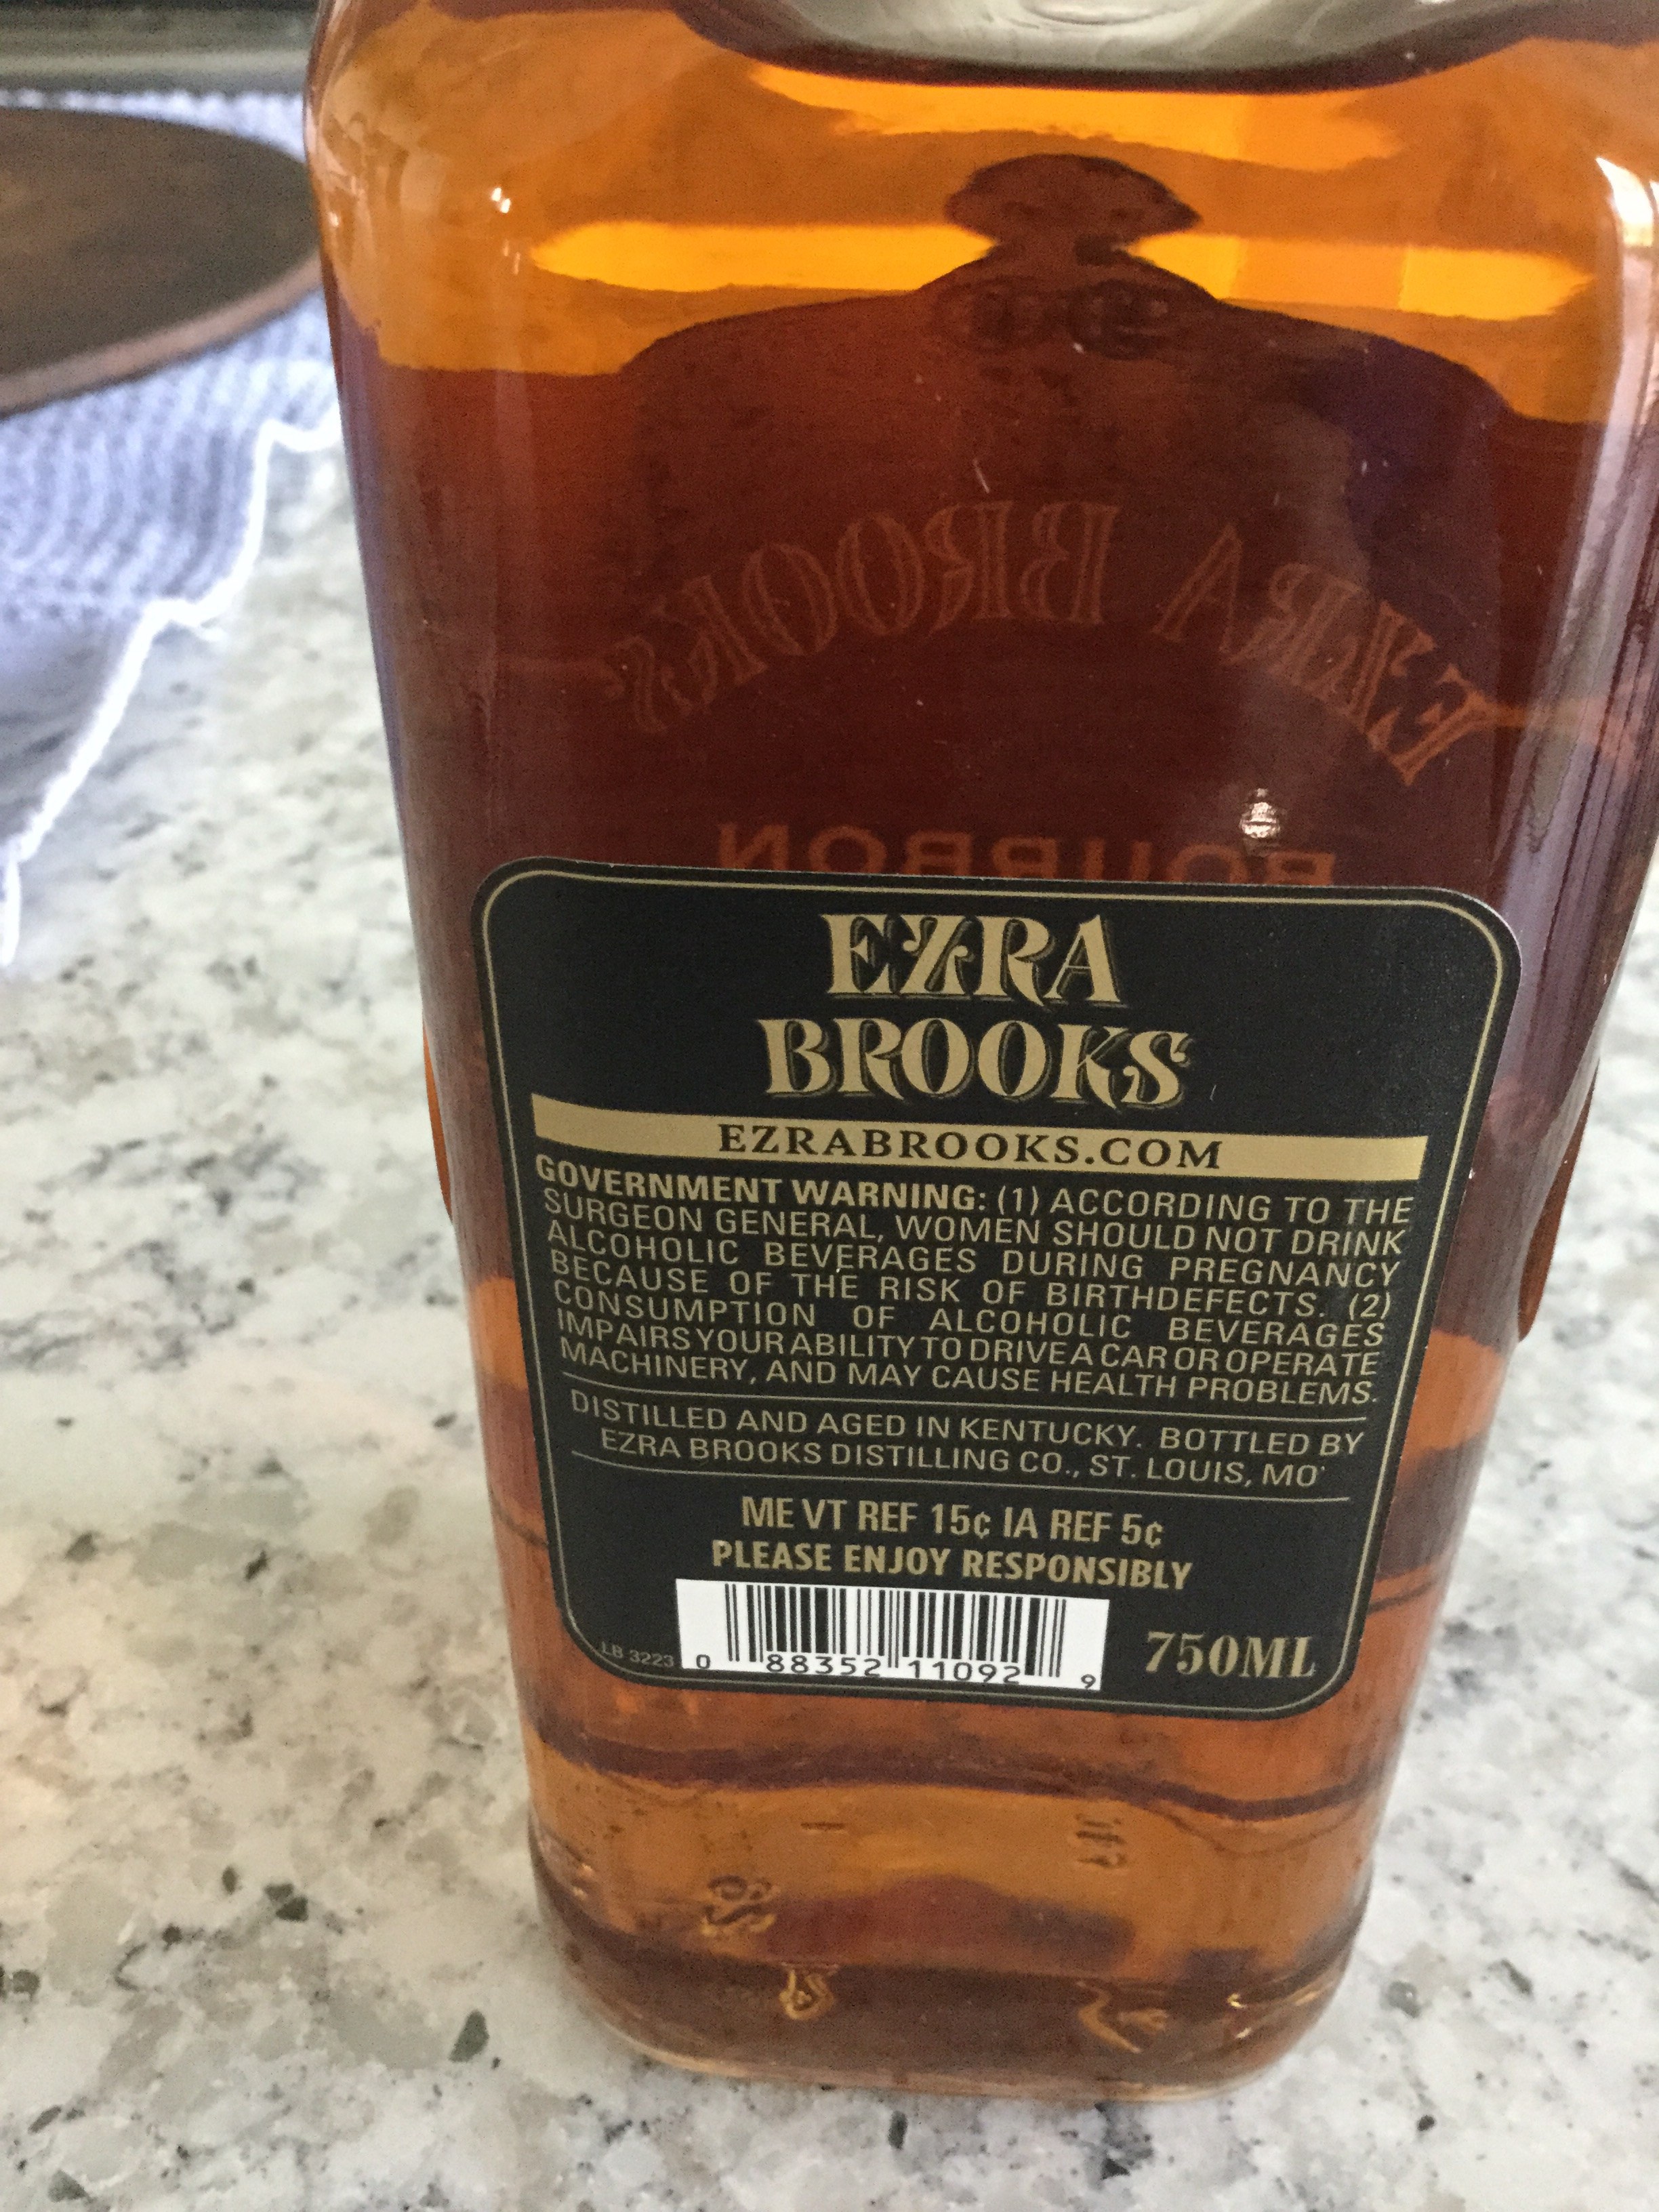 EZRA BROOKS
BOURBON
EZRA
BROOKS
EZRABROOKS.COM
GOVERNMENT WARNING: (1) ACCORDING TO THE
SURGEON GENERAL, WOMEN SHOULD NOT DRINK
ALCOHOLIC BEVERAGES DURING PREGNANCY
BECAUSE OF THE RISK OF BIRTHDEFECTS. (2)
CONSUMPTION OF ALCOHOLIC BEVERAGES
IMPAIRS YOUR ABILITY TO DRIVE A CAR OR OPERATE
MACHINERY, AND MAY CAUSE HEALTH PROBLEMS.
DISTILLED AND AGED IN KENTUCKY. BOTTLED BY
EZRA BROOKS DISTILLING CO., ST. LOUIS, MO
ME VT REF 15¢ IA REF 5¢
PLEASE ENJOY RESPONSIBLY
LB 3223 0 88352 11092 9 750ML